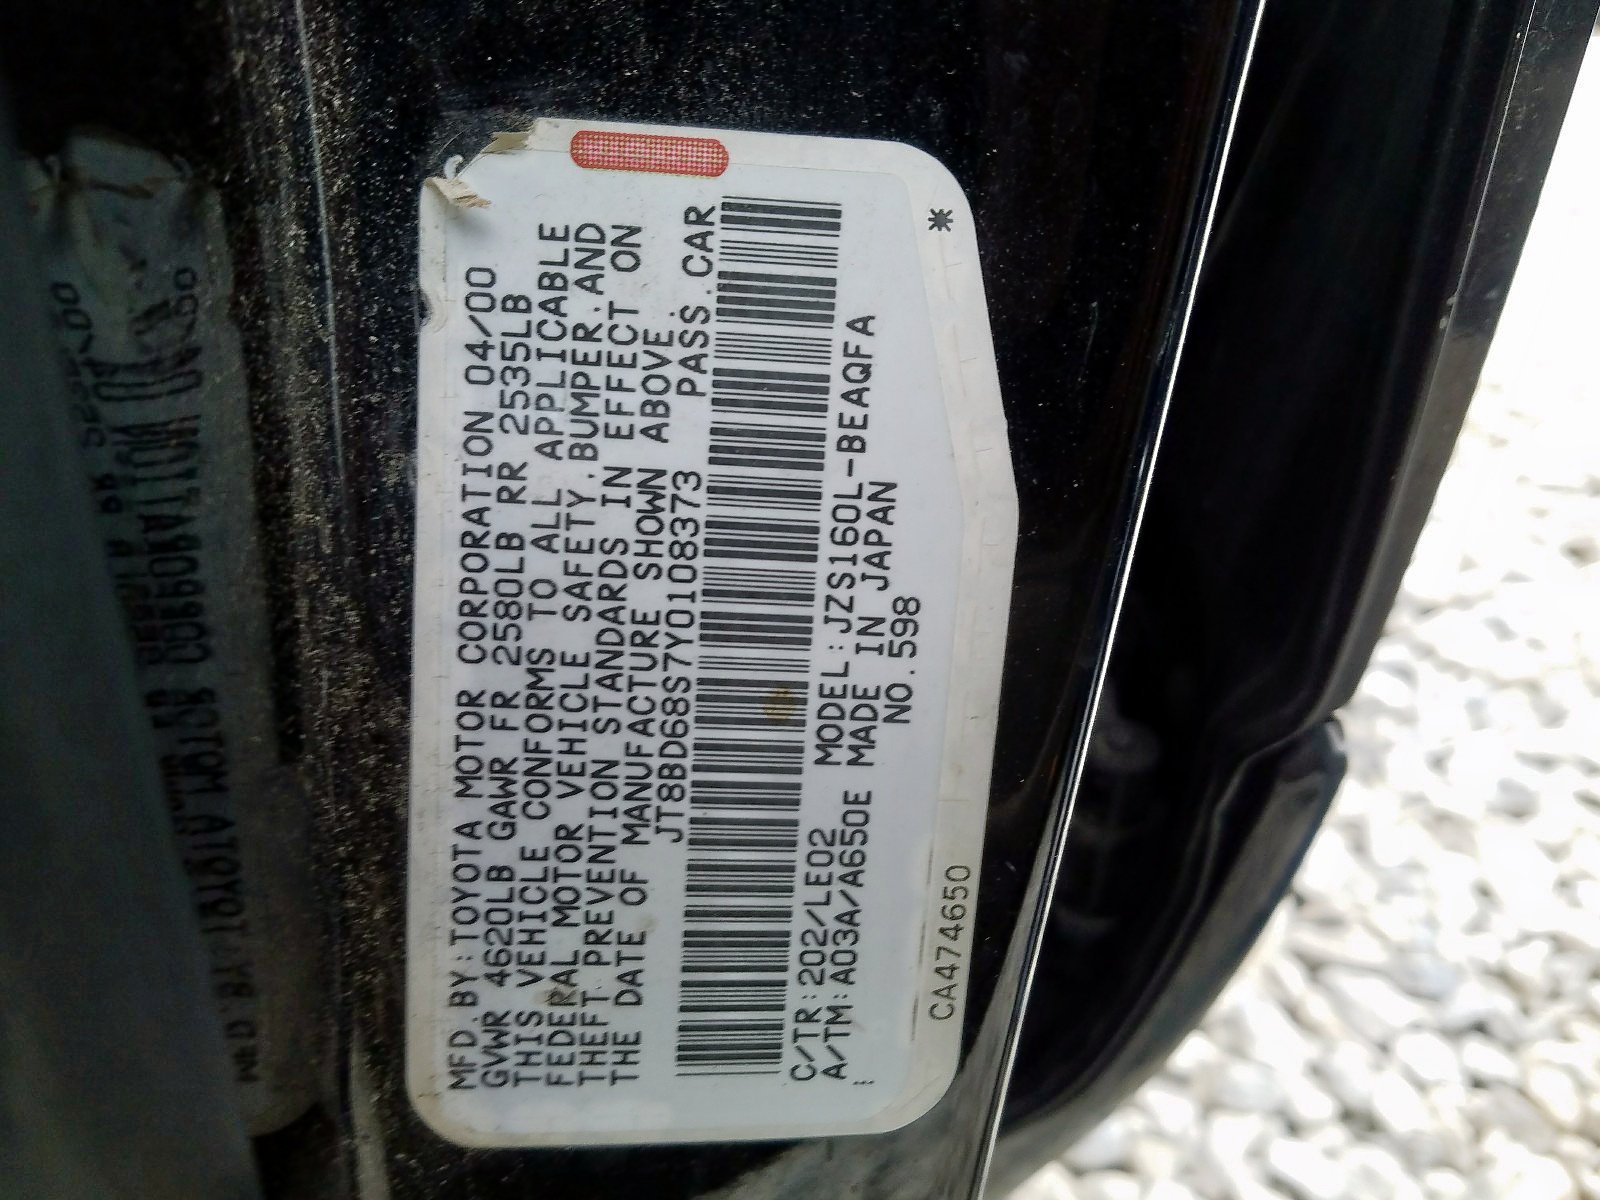 MFD.BY:TOYOTA MOTOR CORPORATION 04/00
GVWR 4620LB GAWR FR 2580LB RR 2535LB
THIS VEHICLE CONFORMS TO ALL APPLICABLE
FEDERAL MOTOR VEHICLE SAFETY,BUMPER,AND
THEFT PREVENTION STANDARDS IN EFFECT ON
THE DATE OF MANUFACTURE SHOWN ABOVE.
JT8BD68S7Y0108373 PASS.CAR
C/TR:202/LE02 MODEL:JZS160L-BEAQFA
A/TM:A03A/A650E MADE IN JAPAN
NO.598
CA474650